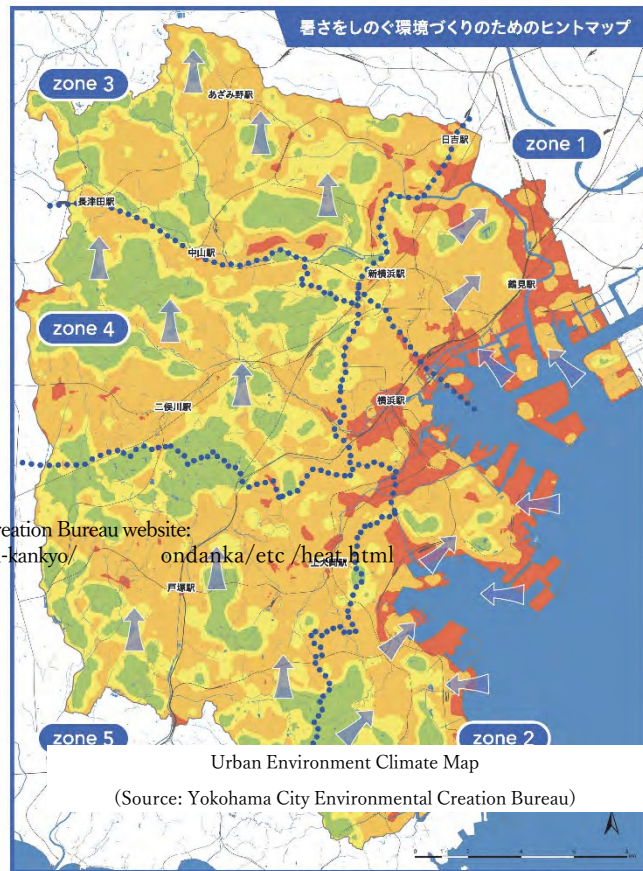 暑さをしのぐ環境づくりのためのヒントマップ
zone 3
あざみ野駅
zone 1
日吉駅
長津田駅
中山駅
新横浜駅
鶴見駅
zone 4
横浜駅
二俣川駅
reation Bureau website:
-kankyo/ ondanka/etc /heat.html
上大岡駅
戸塚駅
zone 5
zone 2
Urban Environment Climate Map
(Source: Yokohama City Environmental Creation Bureau)